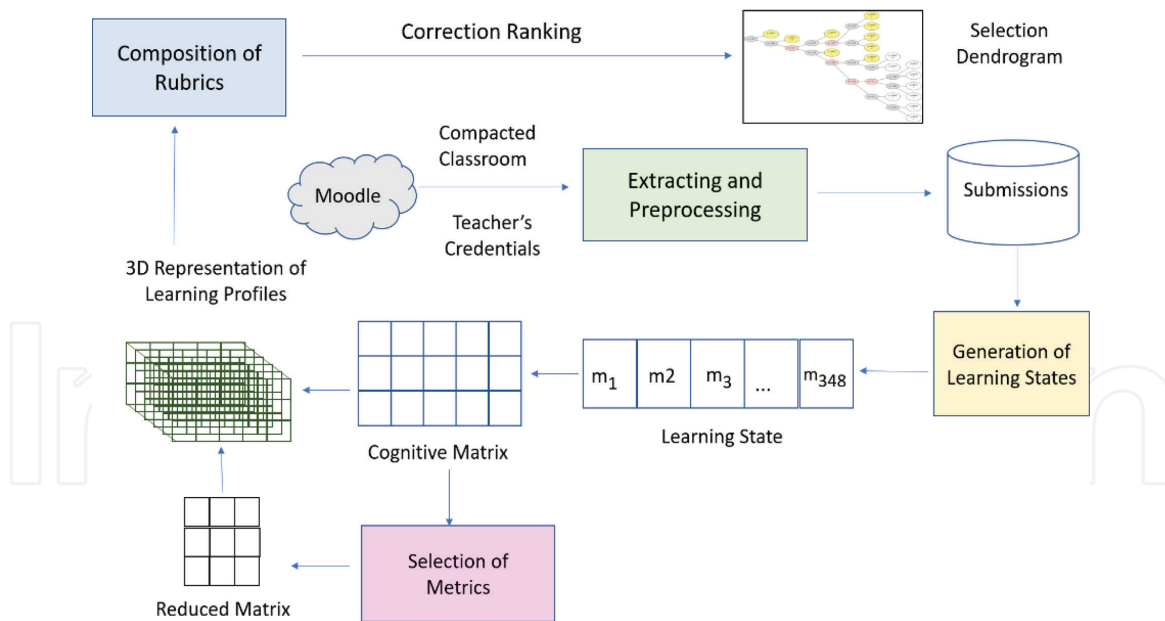 Composition of
Rubrics
Correction Ranking
Selection
Dendrogram
Compacted
Classroom
Moodle
Teacher's
Credentials
Extracting and
Preprocessing
Submissions
3D Representation of
Learning Profiles
Generation of
Learning States
m1 m2 m3 ... m348
Learning State
Cognitive Matrix
Selection of
Metrics
Reduced Matrix